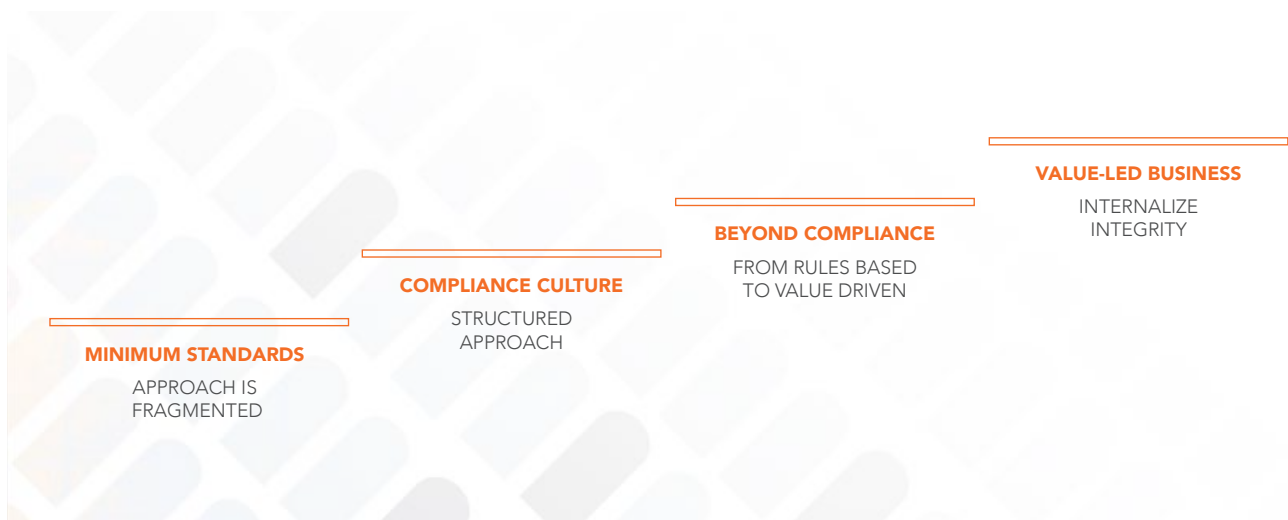 MINIMUM STANDARDS
APPROACH IS
FRAGMENTED
COMPLIANCE CULTURE
STRUCTURED
APPROACH
BEYOND COMPLIANCE
FROM RULES BASED
TO VALUE DRIVEN
VALUE-LED BUSINESS
INTERNALIZE
INTEGRITY